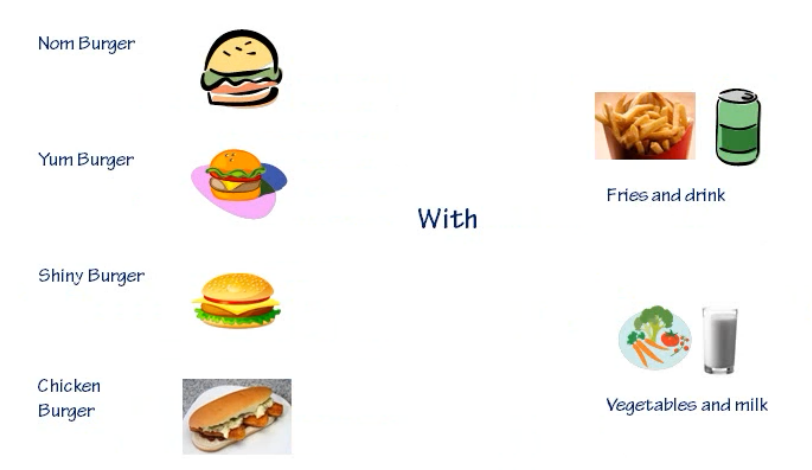 Nom Burger
Yum Burger
Shiny Burger
Chicken
Burger
With
Fries and drink
Vegetables and milk